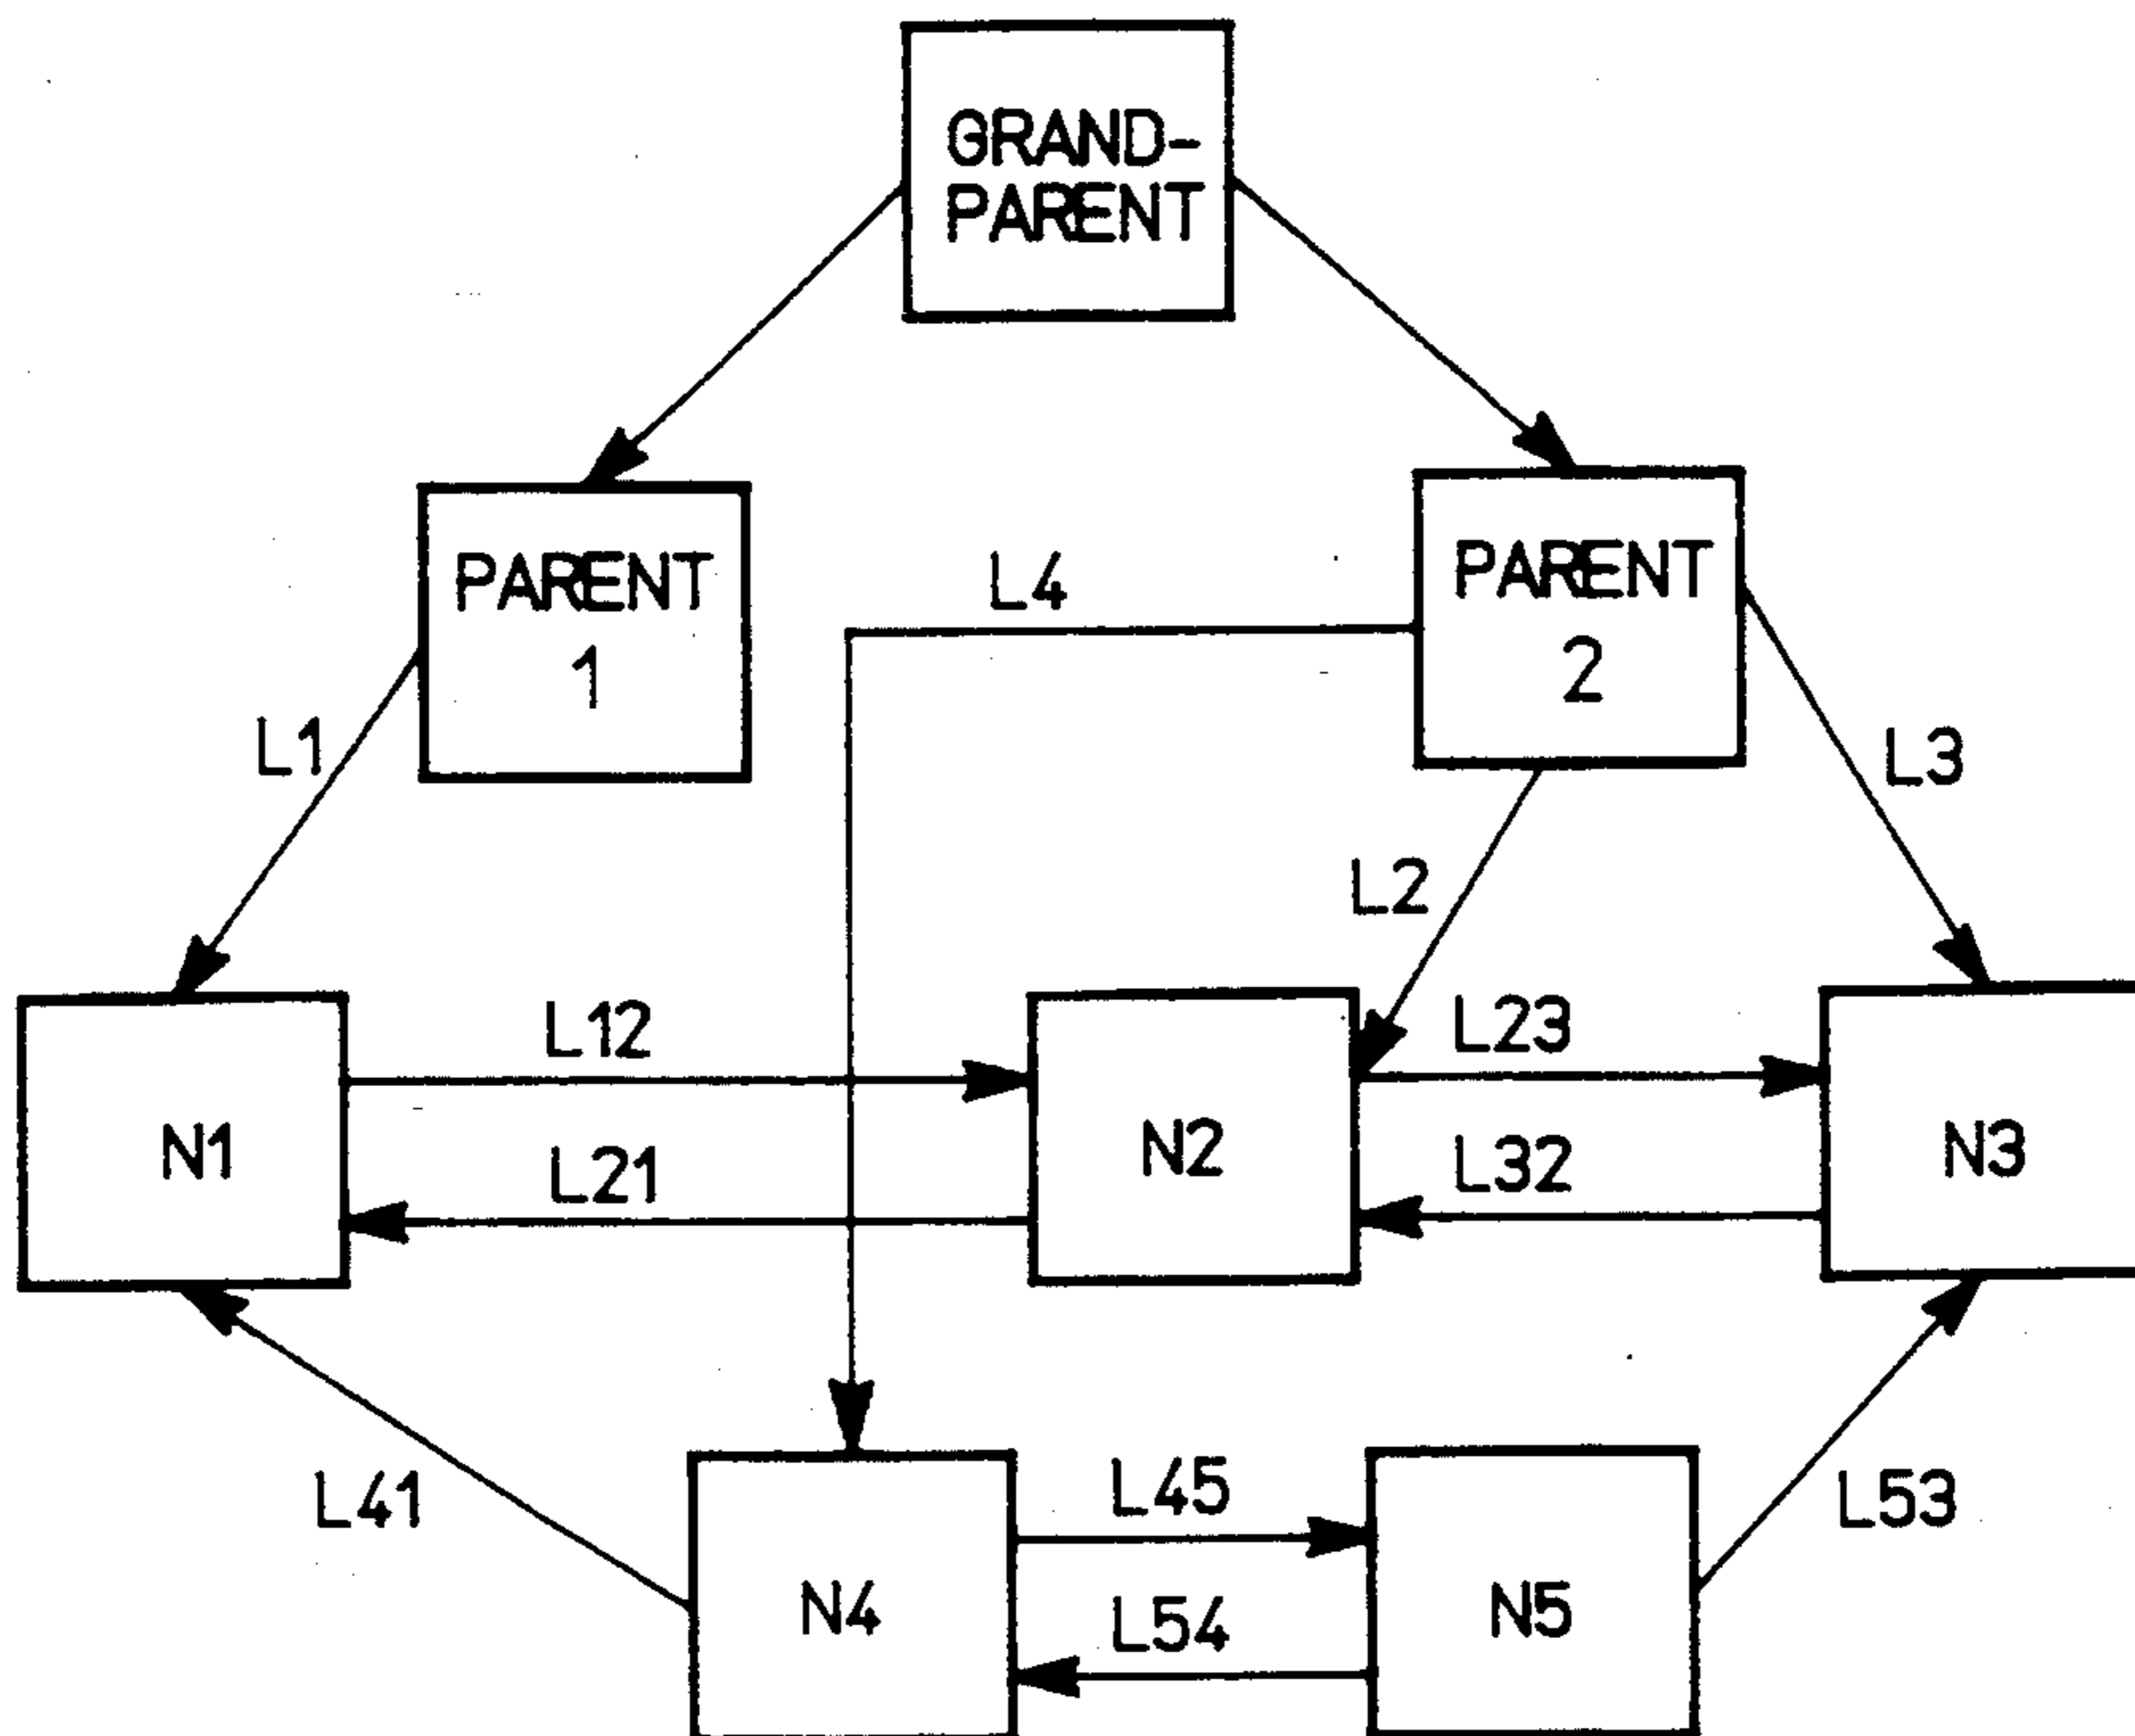 GRAND-
PARENT
PARENT
1
PARENT
2
L4
L1
L3
L2
L12
L23
N1
N2
N3
L21
L32
L41
L45
L53
N4
N5
L54